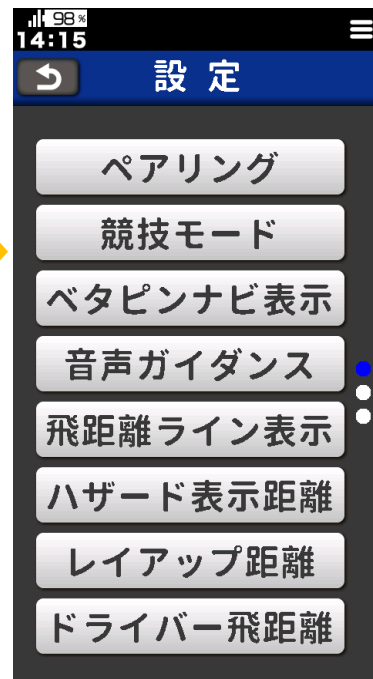 98%
14:15
設定
ペアリング
競技モード
ベタピンナビ表示
音声ガイダンス
飛距離ライン表示
ハザード表示距離
レイアップ距離
ドライバー飛距離